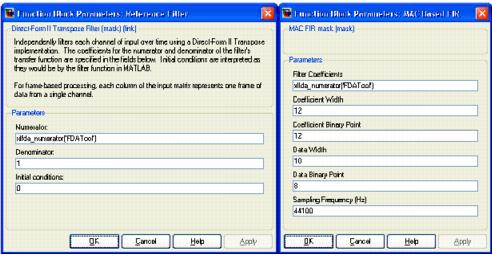 Function Block Parameters: Reference Filter
Direct-Form II Transpose Filter (mask) (link)
Independently filters each channel of input over time using a Direct-Form II Transpose
implementation. The coefficients for the numerator and denominator of the filter's
transfer function are specified in the fields below. Initial conditions are interpreted as
they would be by the filter function in MATLAB.
For frame-based processing, each column of the input matrix represents one frame of
data from a single channel.
Parameters
Numerator:
xlfda_numerator('FDATool')
Denominator:
1
Initial conditions:
0
OK Cancel Help Apply
Function Block Parameters: MAC Based FIR
MAC FIR mask (mask)
Parameters
Filter Coefficients
xlfda_numerator('FDATool')
Coefficient Width
12
Coefficient Binary Point
12
Data Width
10
Data Binary Point
8
Sampling Frequency (Hz)
44100
OK Cancel Help Apply